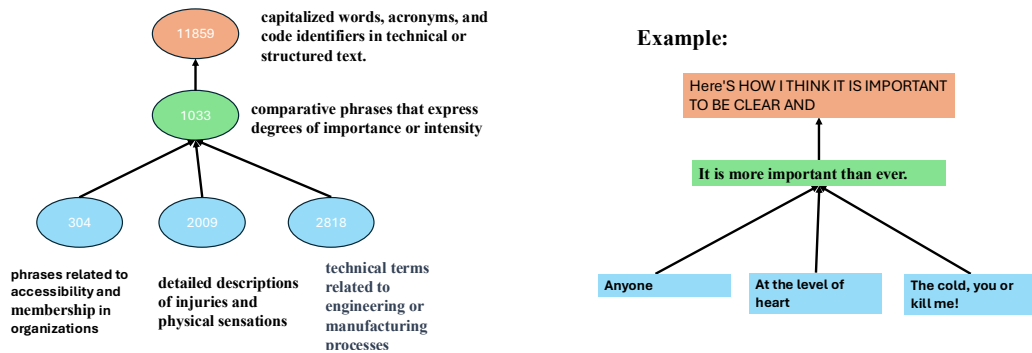 11859
capitalized words, acronyms, and
code identifiers in technical or
structured text.
1033
comparative phrases that express
degrees of importance or intensity
304
2009
2818
phrases related to
accessibility and
membership in
organizations
detailed descriptions
of injuries and
physical sensations
technical terms
related to
engineering or
manufacturing
processes
Example:
Here'S HOW I THINK IT IS IMPORTANT
TO BE CLEAR AND
It is more important than ever.
Anyone
At the level of
heart
The cold, you or
kill me!